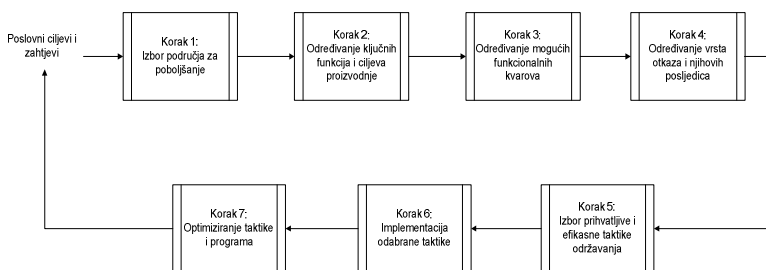 Poslovni ciljevi i
zahtjevi
Korak 1:
Izbor područja za
poboljšanje
Korak 2:
Određivanje ključnih
funkcija i ciljeva
proizvodnje
Korak 3:
Određivanje mogućih
funkcionalnih
kvarova
Korak 4:
Određivanje vrsta
otkaza i njihovih
posljedica
Korak 7:
Optimiziranje taktike
i programa
Korak 6:
Implementacija
odabrane taktike
Korak 5:
Izbor prihvatljive i
efikasne taktike
održavanja